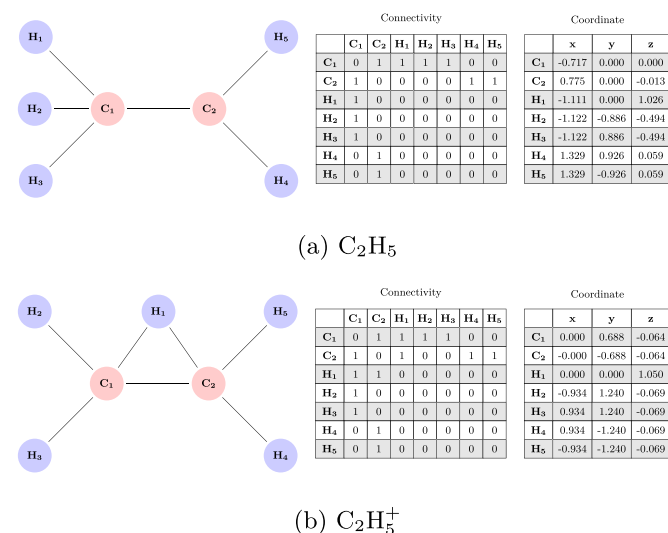 H₁
H₅
H₂
C₁
C₂
H₃
H₄
Connectivity
C₁ C₂ H₁ H₂ H₃ H₄ H₅
C₁ 0 1 1 1 1 0 0
C₂ 1 0 0 0 0 1 1
H₁ 1 0 0 0 0 0 0
H₂ 1 0 0 0 0 0 0
H₃ 1 0 0 0 0 0 0
H₄ 0 1 0 0 0 0 0
H₅ 0 1 0 0 0 0 0
Coordinate
x y z
C₁ -0.717 0.000 0.000
C₂ 0.775 0.000 -0.013
H₁ -1.111 0.000 1.026
H₂ -1.122 -0.886 -0.494
H₃ -1.122 0.886 -0.494
H₄ 1.329 0.926 0.059
H₅ 1.329 -0.926 0.059
(a) C₂H₅
H₂
H₁
H₅
C₁
C₂
H₃
H₄
Connectivity
C₁ C₂ H₁ H₂ H₃ H₄ H₅
C₁ 0 1 1 1 1 0 0
C₂ 1 0 1 0 0 1 1
H₁ 1 1 0 0 0 0 0
H₂ 1 0 0 0 0 0 0
H₃ 1 0 0 0 0 0 0
H₄ 0 1 0 0 0 0 0
H₅ 0 1 0 0 0 0 0
Coordinate
x y z
C₁ 0.000 0.688 -0.064
C₂ -0.000 -0.688 -0.064
H₁ 0.000 0.000 1.050
H₂ -0.934 1.240 -0.069
H₃ 0.934 1.240 -0.069
H₄ 0.934 -1.240 -0.069
H₅ -0.934 -1.240 -0.069
(b) C₂H₅⁺